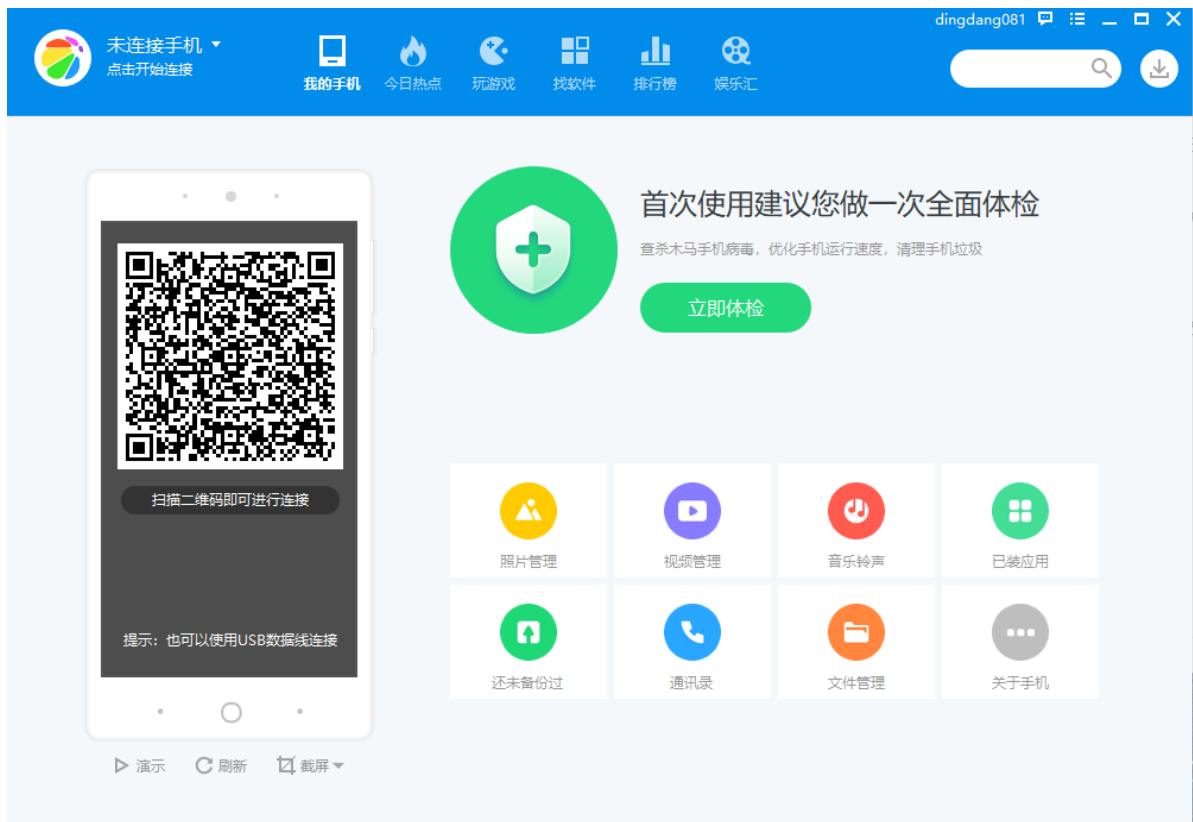 dingdang081
未连接手机
点击开始连接
我的手机 今日热点 玩游戏 找软件 排行榜 娱乐汇
首次使用建议您做一次全面体检
查杀木马手机病毒，优化手机运行速度，清理手机垃圾
立即体检
扫描二维码即可进行连接
提示：也可以使用USB数据线连接
照片管理 视频管理 音乐铃声 已装应用
还未备份过 通讯录 文件管理 关于手机
演示 刷新 截屏